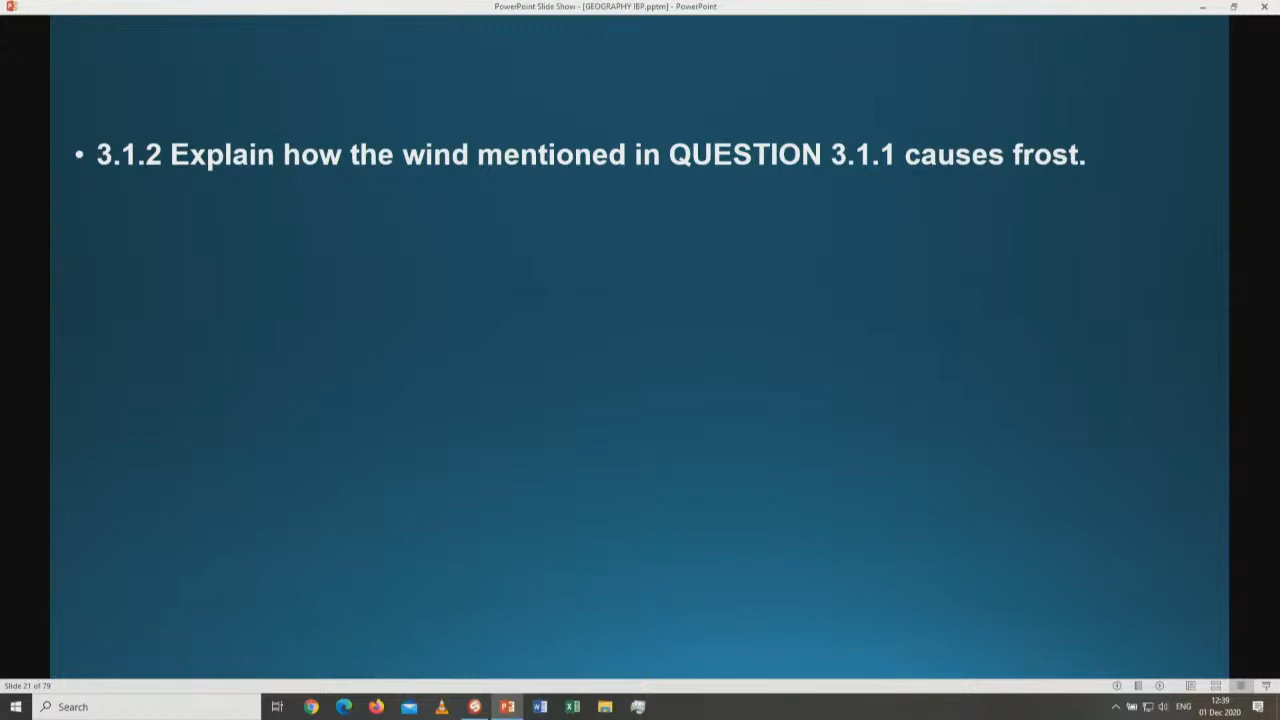 PowerPoint Slide Show - [GEOGRAPHY IBP.pptm] - PowerPoint
• 3.1.2 Explain how the wind mentioned in QUESTION 3.1.1 causes frost.
Slide 21 of 79
Search
ENG
12:39
01 Dec 2020